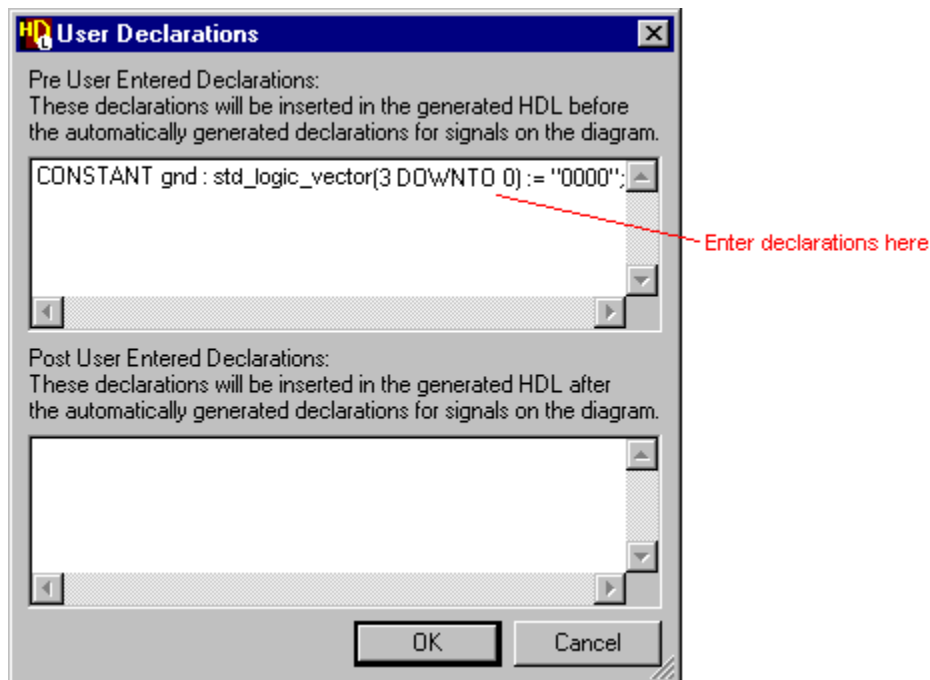 HDL User Declarations
Pre User Entered Declarations:
These declarations will be inserted in the generated HDL before
the automatically generated declarations for signals on the diagram.
CONSTANT gnd : std_logic_vector(3 DOWNTO 0) := "0000";
Enter declarations here
Post User Entered Declarations:
These declarations will be inserted in the generated HDL after
the automatically generated declarations for signals on the diagram.
OK Cancel